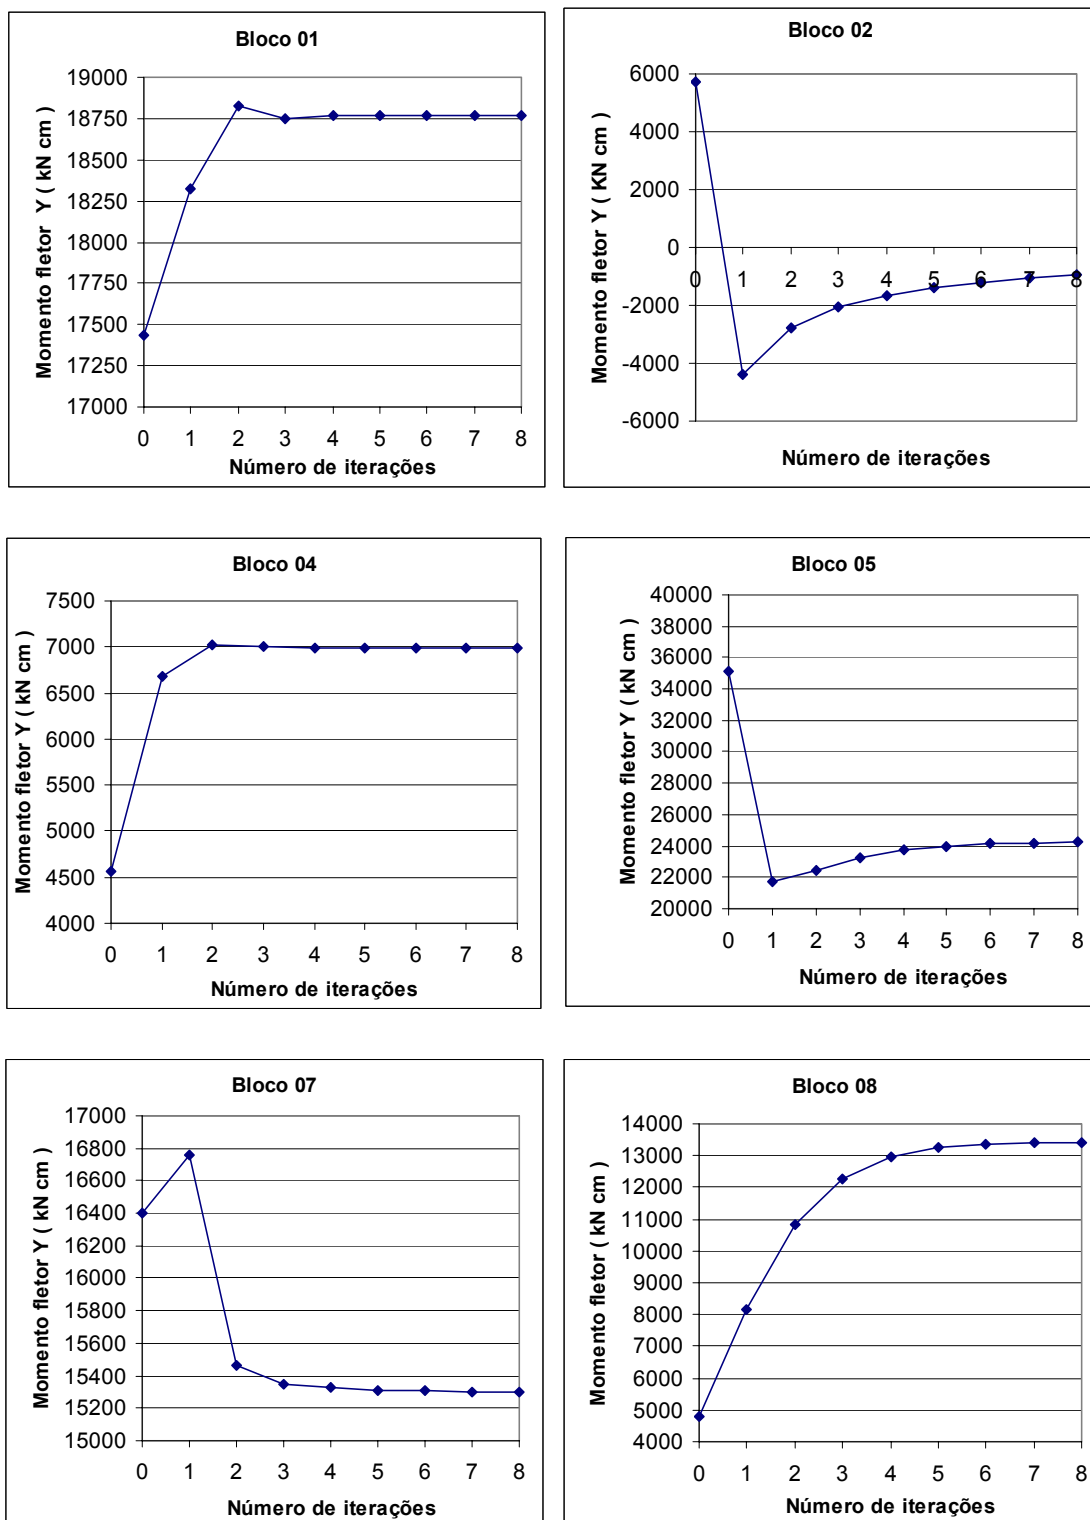 Bloco 01
19000
18750
18500
18250
18000
17750
17500
17250
17000
0 1 2 3 4 5 6 7 8
Momento fletor Y ( kN cm )
Número de iterações
Bloco 02
6000
4000
2000
0
-2000
-4000
-6000
0 1 2 3 4 5 6 7 8
Momento fletor Y ( KN cm )
Número de iterações
Bloco 04
7500
7000
6500
6000
5500
5000
4500
4000
0 1 2 3 4 5 6 7 8
Momento fletor Y ( kN cm )
Número de iterações
Bloco 05
40000
38000
36000
34000
32000
30000
28000
26000
24000
22000
20000
0 1 2 3 4 5 6 7 8
Momento fletor Y ( kN cm )
Número de iterações
Bloco 07
17000
16800
16600
16400
16200
16000
15800
15600
15400
15200
15000
0 1 2 3 4 5 6 7 8
Momento fletor Y ( kN cm )
Número de iterações
Bloco 08
14000
13000
12000
11000
10000
9000
8000
7000
6000
5000
4000
0 1 2 3 4 5 6 7 8
Momento fletor ( kN cm )
Número de iterações